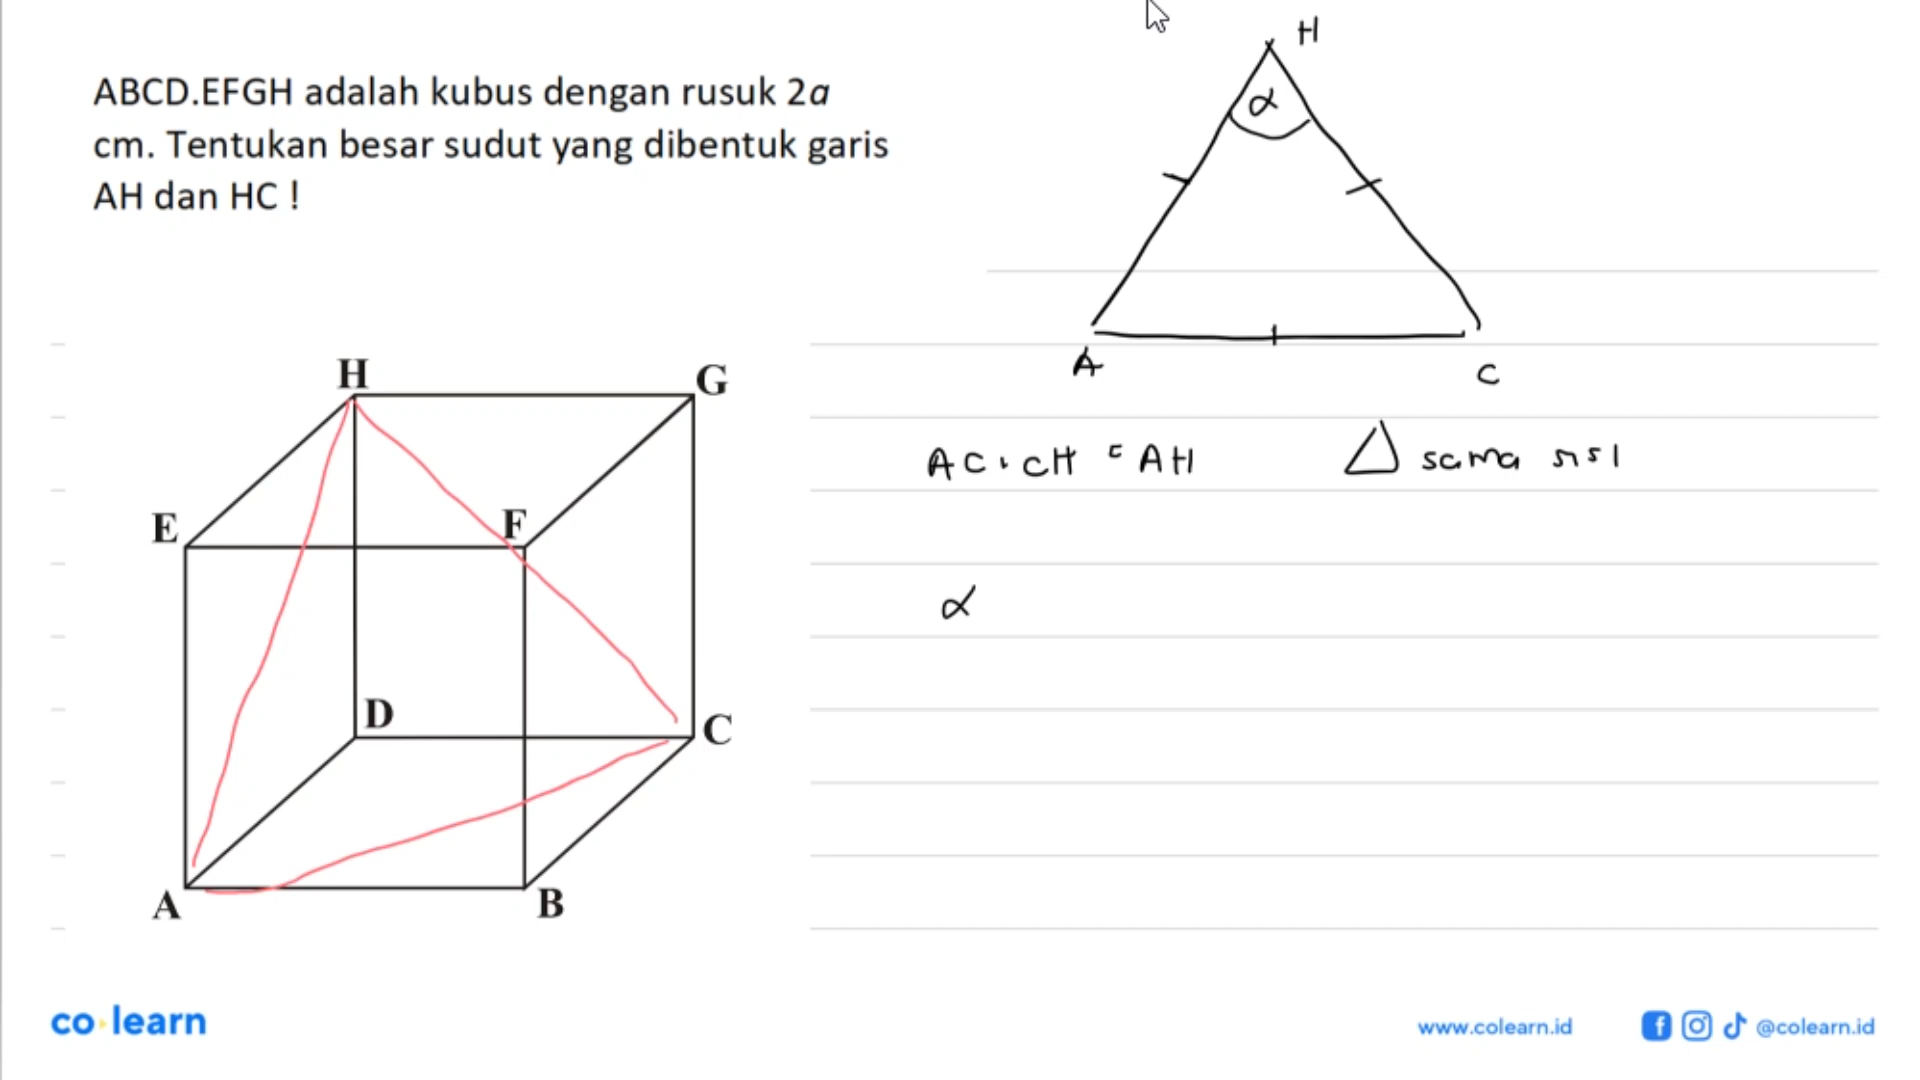 ABCD.EFGH adalah kubus dengan rusuk 2a
cm. Tentukan besar sudut yang dibentuk garis
AH dan HC !
H
α
A
C
H
G
E
F
D
C
A
B
AC = CH = AH
△ sama sisi
α
co learn
www.colearn.id
@colearn.id